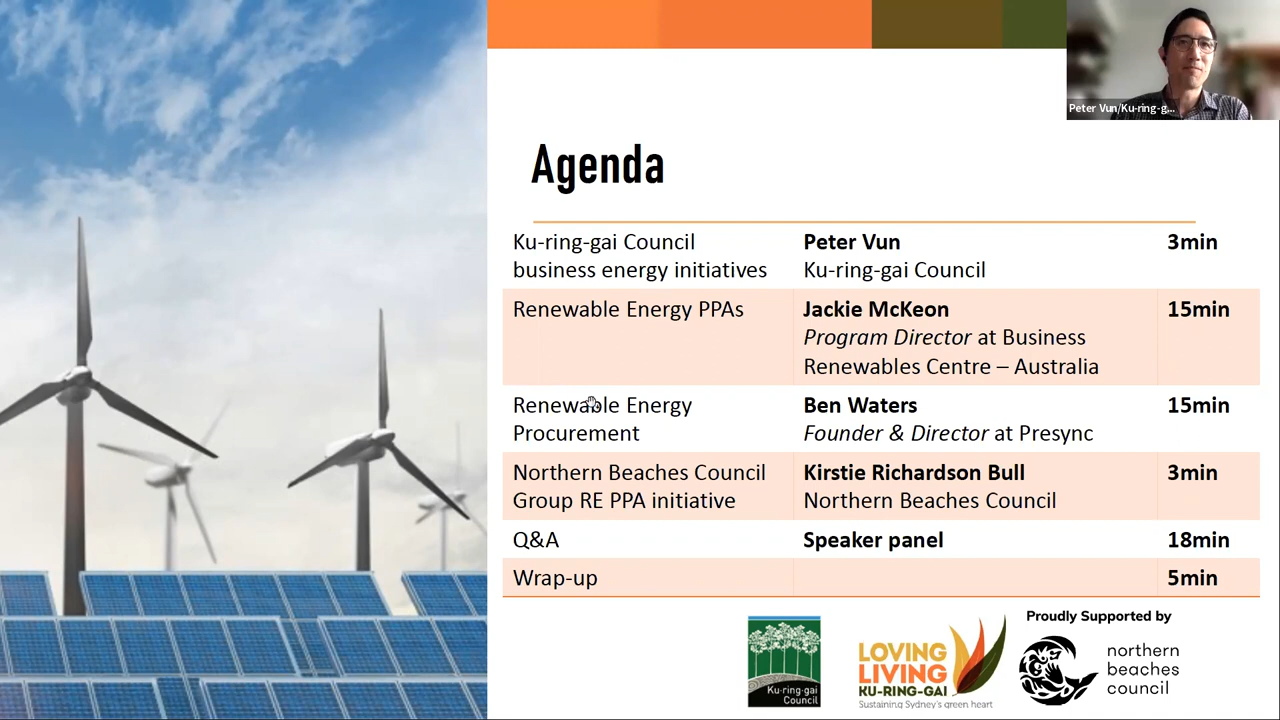 Peter Vun/Ku-ring-g...
Agenda
Ku-ring-gai Council
business energy initiatives
Peter Vun
Ku-ring-gai Council
3min
Renewable Energy PPAs
Jackie McKeon
Program Director at Business
Renewables Centre – Australia
15min
Renewable Energy
Procurement
Ben Waters
Founder & Director at Presync
15min
Northern Beaches Council
Group RE PPA initiative
Kirstie Richardson Bull
Northern Beaches Council
3min
Q&A
Speaker panel
18min
Wrap-up
5min
Ku-ring-gai
Council
LOVING
LIVING
KU-RING-GAI
Sustaining Sydney's green heart
Proudly Supported by
northern
beaches
council